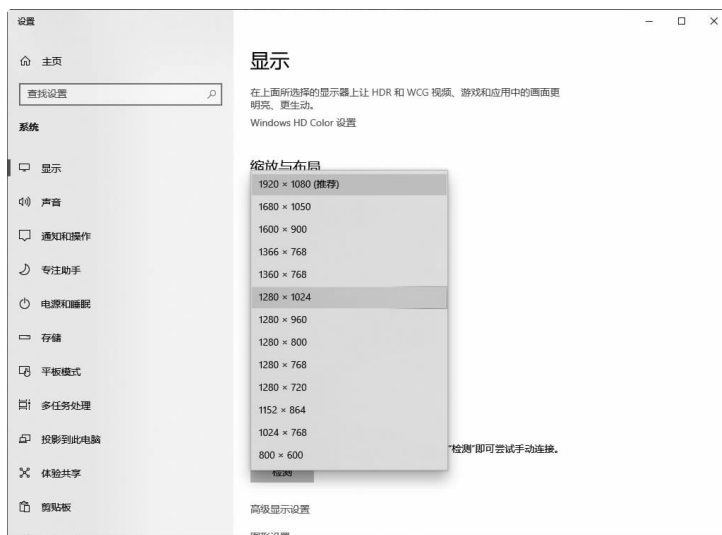 设置
主页
查找设置
系统
显示
声音
通知和操作
专注助手
电源和睡眠
存储
平板模式
多任务处理
投影到此电脑
体验共享
剪贴板
显示
在上面所选择的显示器上让 HDR 和 WCG 视频、游戏和应用中的画面更
明亮、更生动。
Windows HD Color 设置
缩放与布局
1920 × 1080 (推荐)
1680 × 1050
1600 × 900
1366 × 768
1360 × 768
1280 × 1024
1280 × 960
1280 × 800
1280 × 768
1280 × 720
1152 × 864
1024 × 768
800 × 600
“检测”即可尝试手动连接。
检测
高级显示设置
图形设置